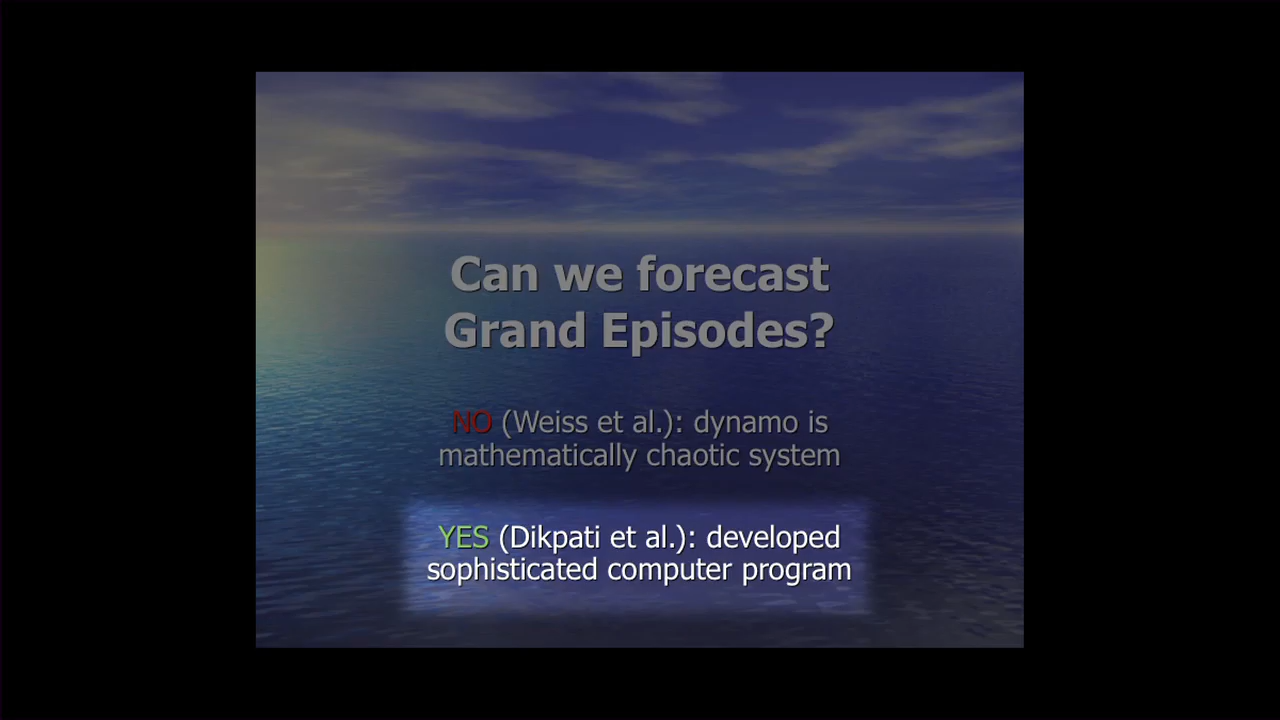 Can we forecast
Grand Episodes?
NO (Weiss et al.): dynamo is
mathematically chaotic system
YES (Dikpati et al.): developed
sophisticated computer program